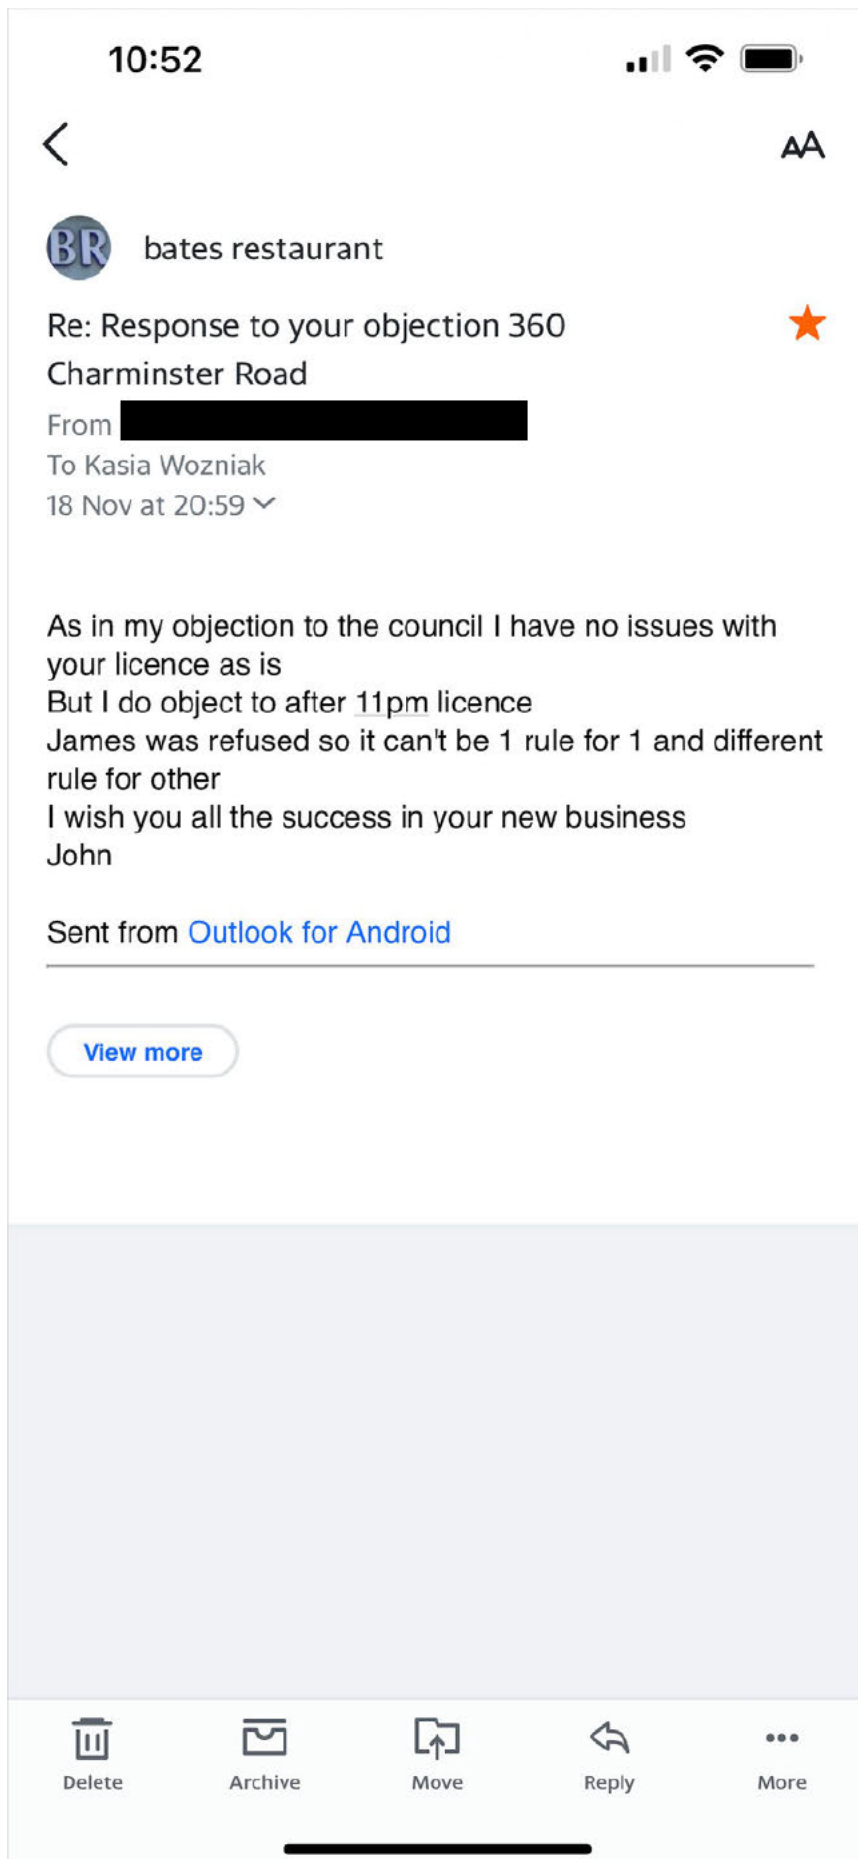 10:52
AA
BR bates restaurant
Re: Response to your objection 360
Charminster Road
From
To Kasia Wozniak
18 Nov at 20:59
As in my objection to the council I have no issues with
your licence as is
But I do object to after 11pm licence
James was refused so it can't be 1 rule for 1 and different
rule for other
I wish you all the success in your new business
John
Sent from Outlook for Android
View more
Delete Archive Move Reply More